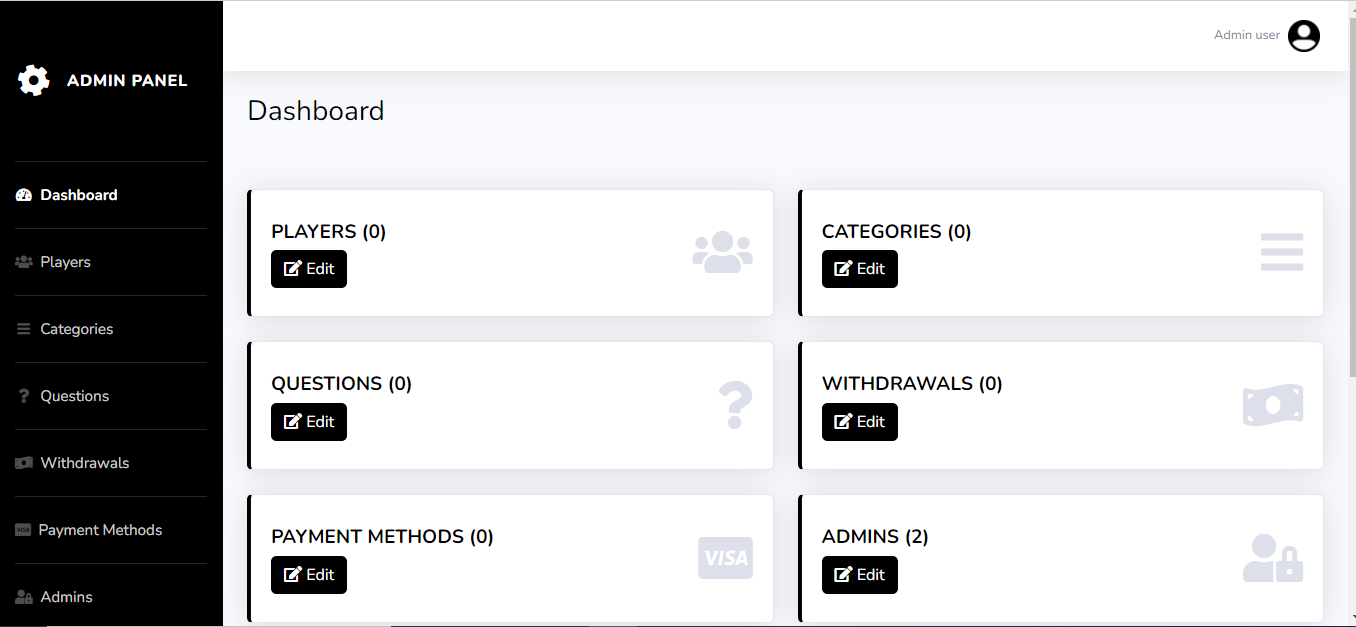 Admin user
ADMIN PANEL
Dashboard
Players
Categories
Questions
Withdrawals
VISA Payment Methods
Admins
Dashboard
PLAYERS (0)
Edit
CATEGORIES (0)
Edit
QUESTIONS (0)
Edit
WITHDRAWALS (0)
Edit
PAYMENT METHODS (0)
Edit
VISA
ADMINS (2)
Edit